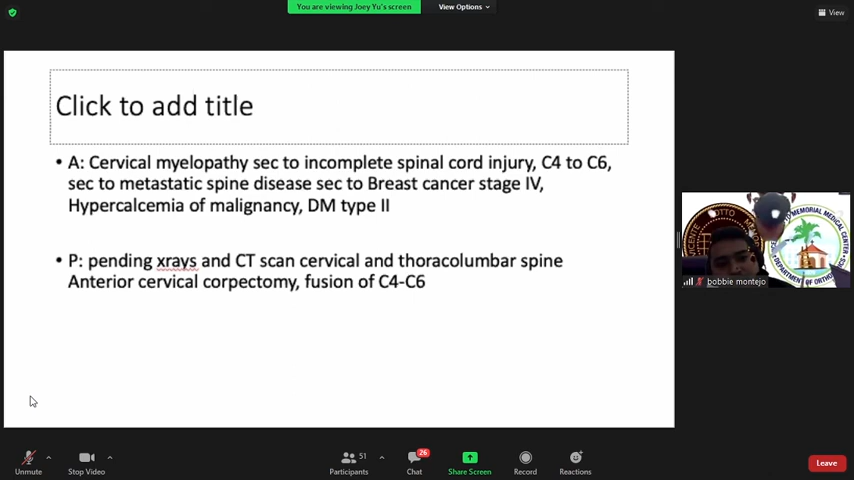 You are viewing Joey Yu's screen
View Options
View
Click to add title
• A: Cervical myelopathy sec to incomplete spinal cord injury, C4 to C6,
sec to metastatic spine disease sec to Breast cancer stage IV,
Hypercalcemia of malignancy, DM type II
• P: pending xrays and CT scan cervical and thoracolumbar spine
Anterior cervical corpectomy, fusion of C4-C6
bobbie montejo
Unmute
Stop Video
51
Participants
26
Chat
Share Screen
Record
Reactions
Leave